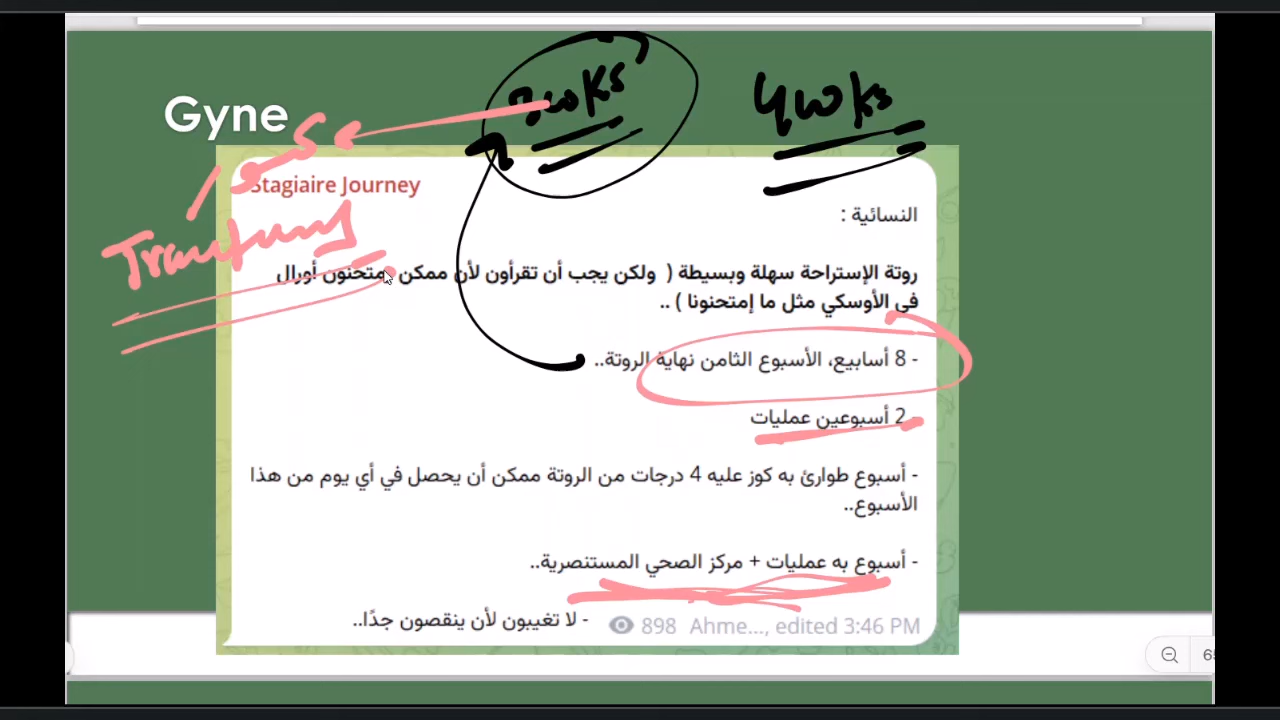 Gyne
4 wks
Stagiaire Journey
النسائية :
روتة الإستراحة سهلة وبسيطة ( ولكن يجب أن تقرأون لأن ممكن يمتحنون أورال
في الأوسكي مثل ما إمتحنونا ) ..
- 8 أسابيع، الأسبوع الثامن نهاية الروتة..
2 أسبوعين عمليات
- أسبوع طوارئ به كوز عليه 4 درجات من الروتة ممكن أن يحصل في أي يوم من هذا
الأسبوع..
- أسبوع به عمليات + مركز الصحي المستنصرية..
- لا تغيبون لأن ينقصون جدًا..
898 Ahme..., edited 3:46 PM